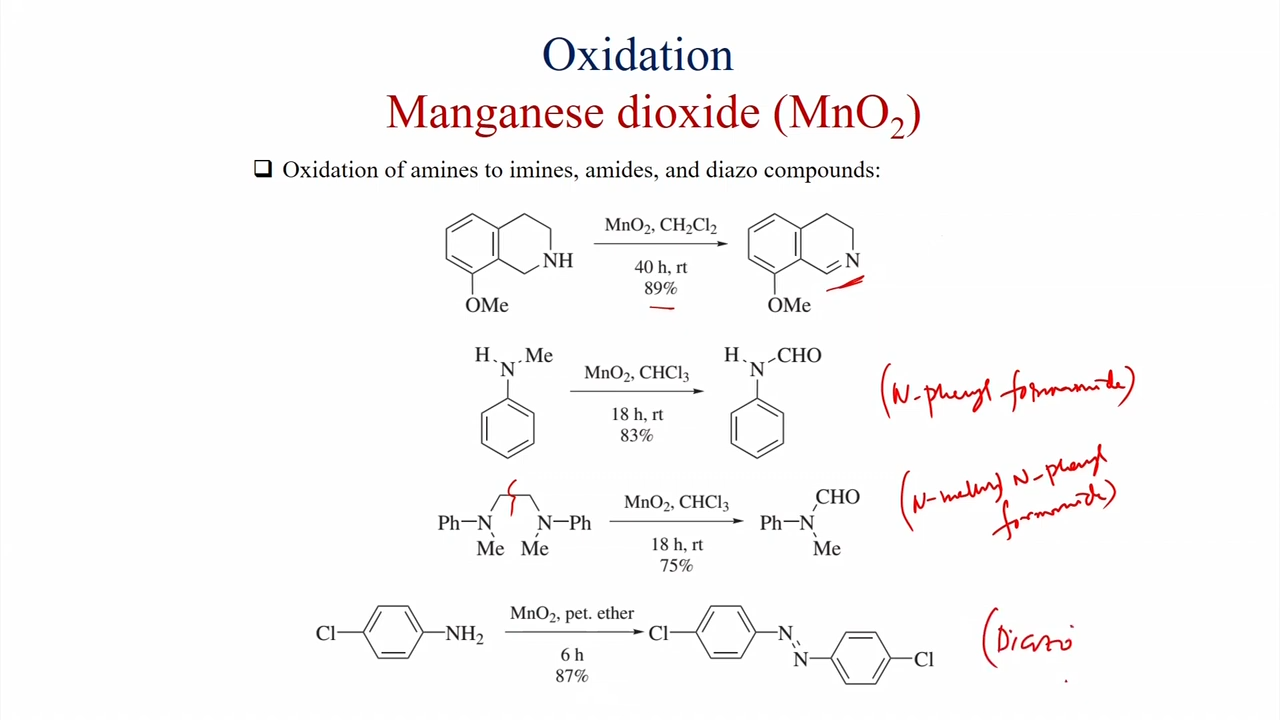 Oxidation
Manganese dioxide (MnO₂)
❑ Oxidation of amines to imines, amides, and diazo compounds:
NH
OMe
MnO₂, CH₂Cl₂
40 h, rt
89%
N
OMe
H Me
N
MnO₂, CHCl₃
18 h, rt
83%
H CHO
N
(N-phenyl formamide)
Ph—N N—Ph
Me Me
MnO₂, CHCl₃
18 h, rt
75%
CHO
Ph—N
Me
(N-methyl N-phenyl
formamide)
Cl NH₂
MnO₂, pet. ether
6 h
87%
Cl N
N Cl
(Diazo